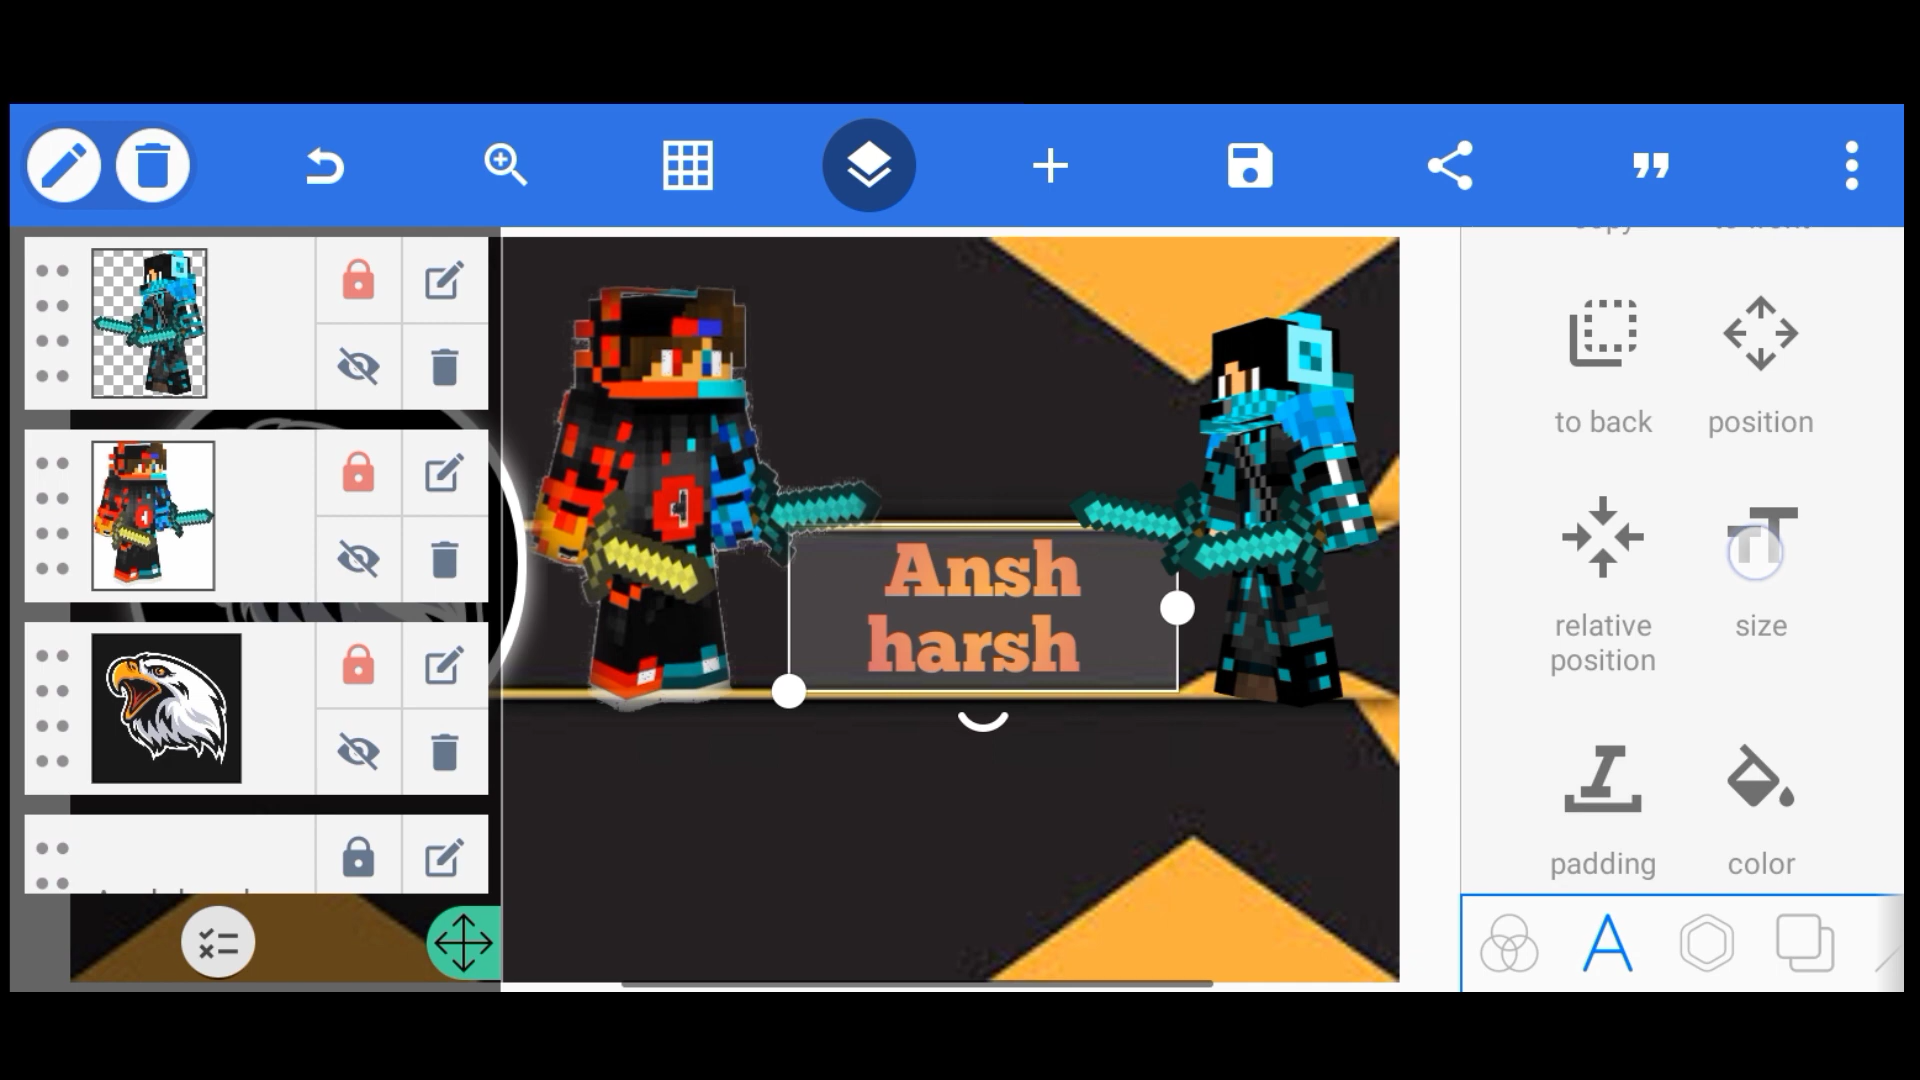 Ansh
harsh
to back
position
relative
position
size
padding
color